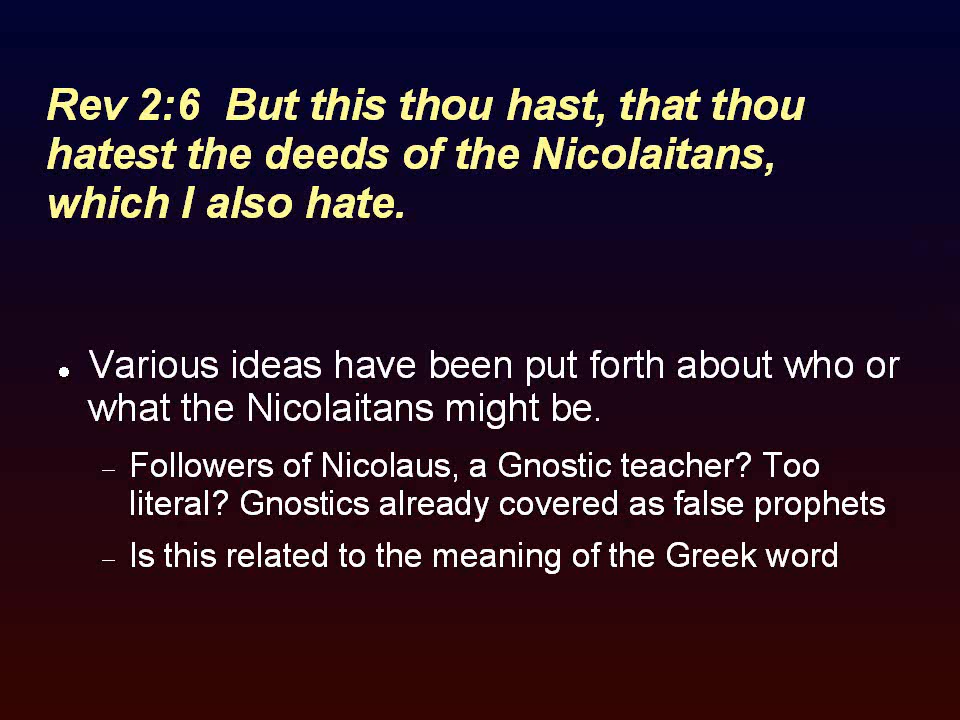 Rev 2:6  But this thou hast, that thou
hatest the deeds of the Nicolaitans,
which I also hate.
● Various ideas have been put forth about who or
what the Nicolaitans might be.
– Followers of Nicolaus, a Gnostic teacher? Too
literal? Gnostics already covered as false prophets
– Is this related to the meaning of the Greek word